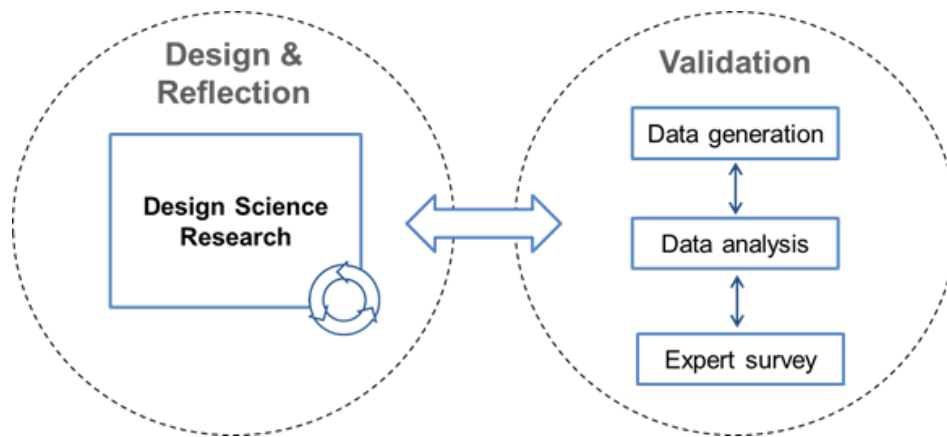 Design &
Reflection
Design Science
Research
Validation
Data generation
Data analysis
Expert survey